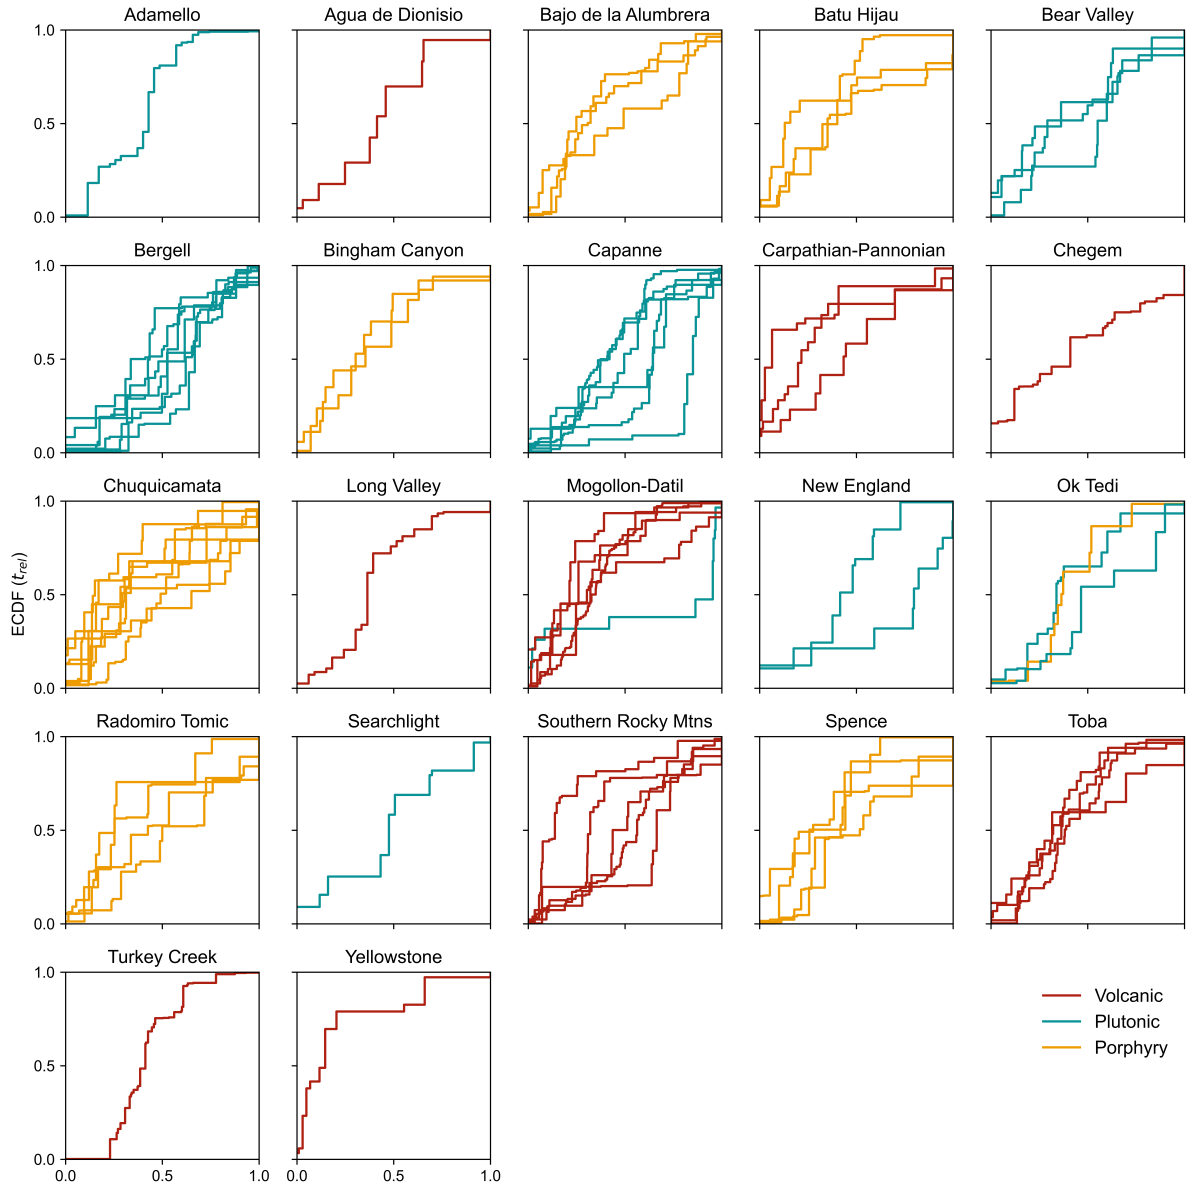 Adamello Agua de Dionisio Bajo de la Alumbrera Batu Hijau Bear Valley
1.0
0.5
0.0
Bergell Bingham Canyon Capanne Carpathian-Pannonian Chegem
1.0
0.5
0.0
Chuquicamata Long Valley Mogollon-Datil New England Ok Tedi
1.0
0.5
0.0
ECDF (t_rel)
Radomiro Tomic Searchlight Southern Rocky Mtns Spence Toba
1.0
0.5
0.0
Turkey Creek Yellowstone
1.0
0.5
0.0
0.0 0.5 1.0 0.0 0.5 1.0
Volcanic
Plutonic
Porphyry